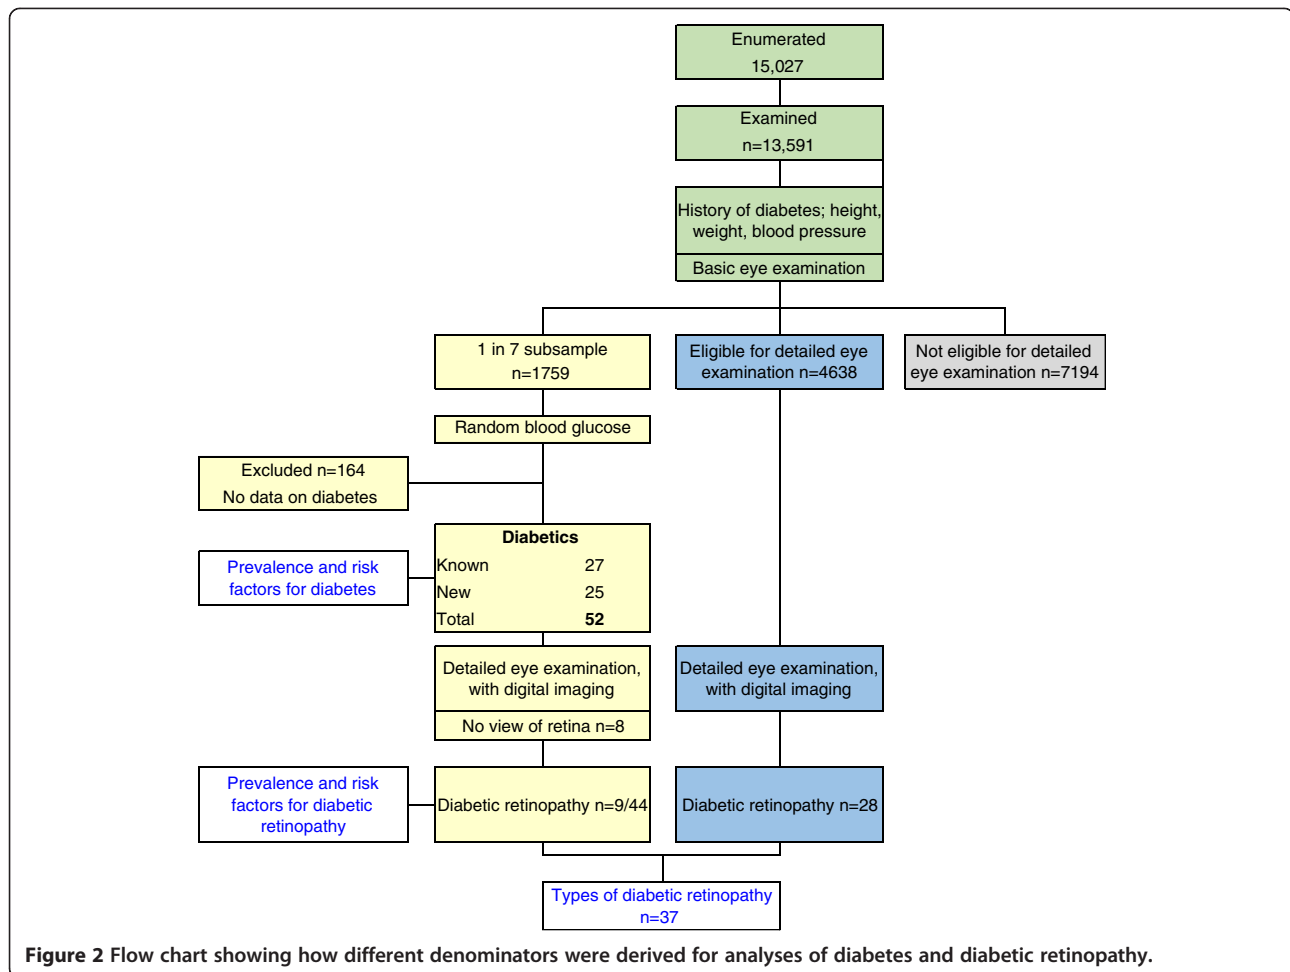 Enumerated
15,027
Examined
n=13,591
History of diabetes; height,
weight, blood pressure
Basic eye examination
1 in 7 subsample
n=1759
Eligible for detailed eye
examination n=4638
Not eligible for detailed
eye examination n=7194
Random blood glucose
Excluded n=164
No data on diabetes
Diabetics
Known 27
New 25
Total 52
Prevalence and risk
factors for diabetes
Detailed eye examination,
with digital imaging
No view of retina n=8
Detailed eye examination,
with digital imaging
Prevalence and risk
factors for diabetic
retinopathy
Diabetic retinopathy n=9/44
Diabetic retinopathy n=28
Types of diabetic retinopathy
n=37
Figure 2 Flow chart showing how different denominators were derived for analyses of diabetes and diabetic retinopathy.